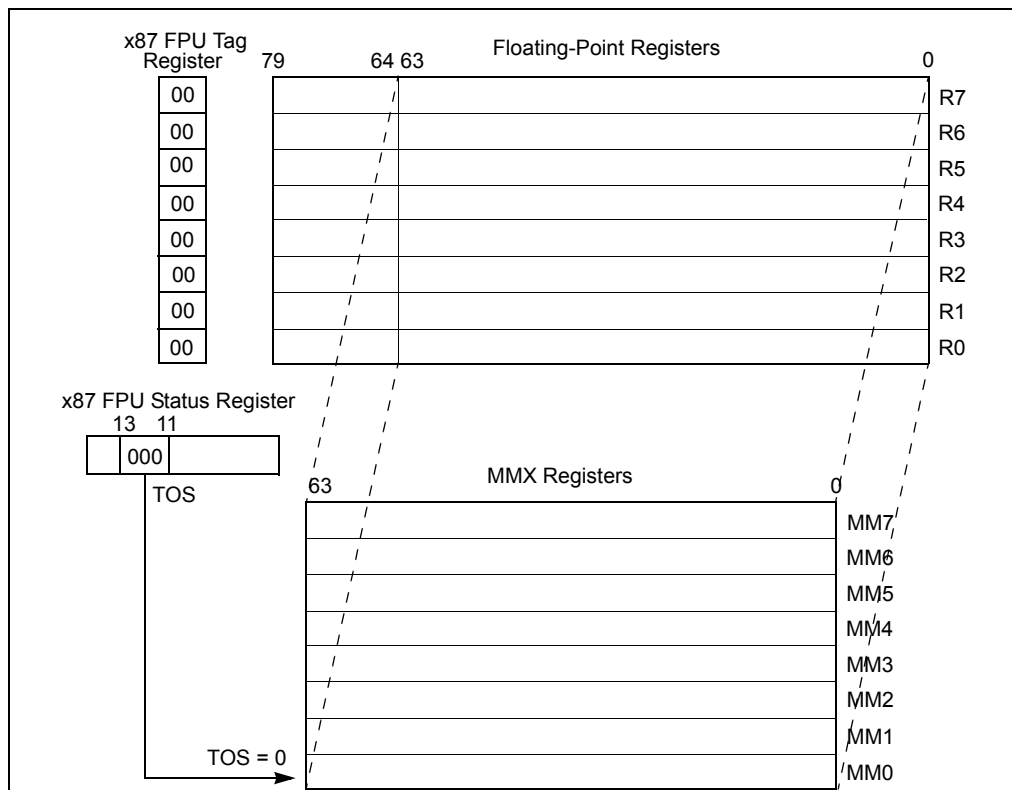 x87 FPU Tag
Register
Floating-Point Registers
79
64 63
0
00
R7
00
R6
00
R5
00
R4
00
R3
00
R2
00
R1
00
R0
x87 FPU Status Register
13 11
000
TOS
MMX Registers
63
0
MM7
MM6
MM5
MM4
MM3
MM2
MM1
TOS = 0
MM0